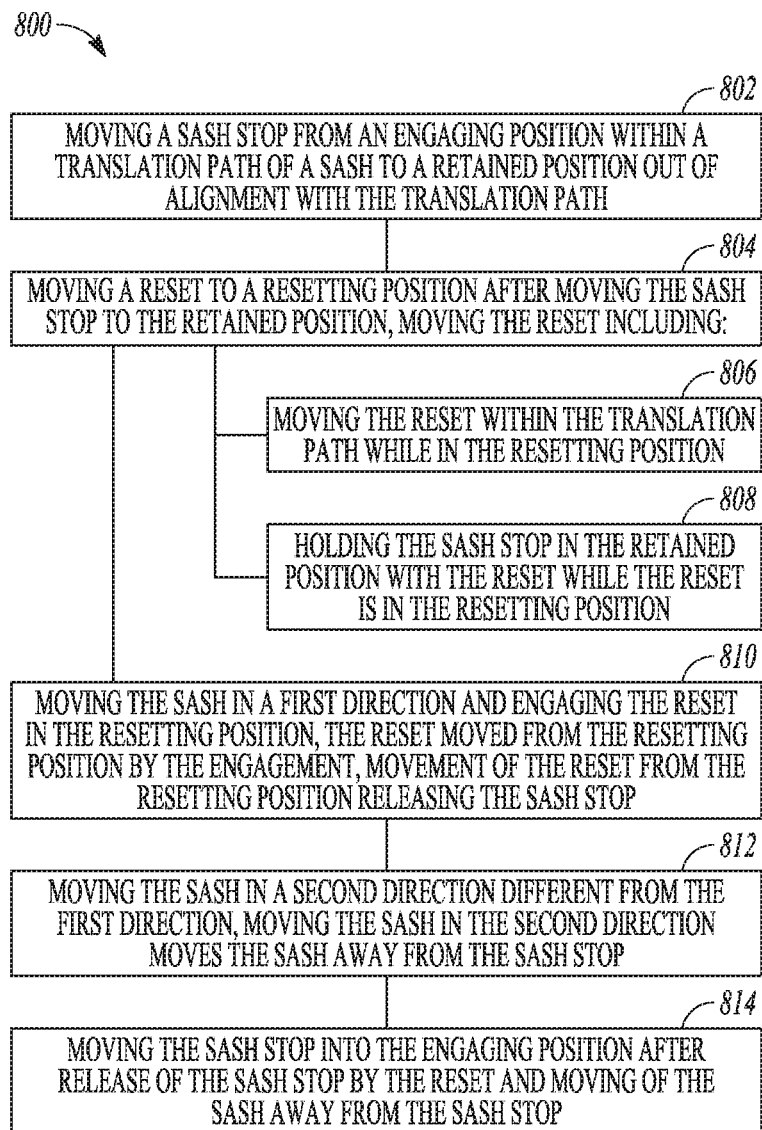 800
802
MOVING A SASH STOP FROM AN ENGAGING POSITION WITHIN A
TRANSLATION PATH OF A SASH TO A RETAINED POSITION OUT OF
ALIGNMENT WITH THE TRANSLATION PATH
804
MOVING A RESET TO A RESETTING POSITION AFTER MOVING THE SASH
STOP TO THE RETAINED POSITION, MOVING THE RESET INCLUDING:
806
MOVING THE RESET WITHIN THE TRANSLATION
PATH WHILE IN THE RESETTING POSITION
808
HOLDING THE SASH STOP IN THE RETAINED
POSITION WITH THE RESET WHILE THE RESET
IS IN THE RESETTING POSITION
810
MOVING THE SASH IN A FIRST DIRECTION AND ENGAGING THE RESET
IN THE RESETTING POSITION, THE RESET MOVED FROM THE RESETTING
POSITION BY THE ENGAGEMENT, MOVEMENT OF THE RESET FROM THE
RESETTING POSITION RELEASING THE SASH STOP
812
MOVING THE SASH IN A SECOND DIRECTION DIFFERENT FROM THE
FIRST DIRECTION, MOVING THE SASH IN THE SECOND DIRECTION
MOVES THE SASH AWAY FROM THE SASH STOP
814
MOVING THE SASH STOP INTO THE ENGAGING POSITION AFTER
RELEASE OF THE SASH STOP BY THE RESET AND MOVING OF THE
SASH AWAY FROM THE SASH STOP